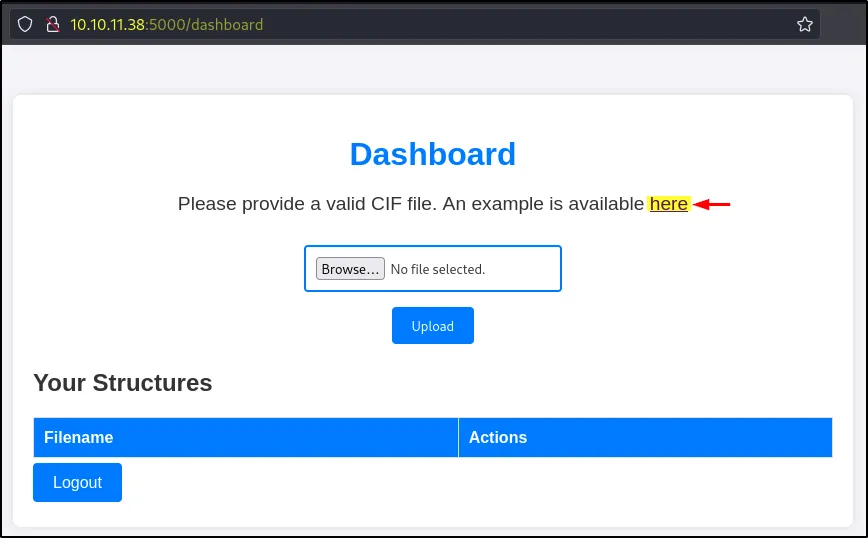 10.10.11.38:5000/dashboard
Dashboard
Please provide a valid CIF file. An example is available here
Browse... No file selected.
Upload
Your Structures
Filename Actions
Logout